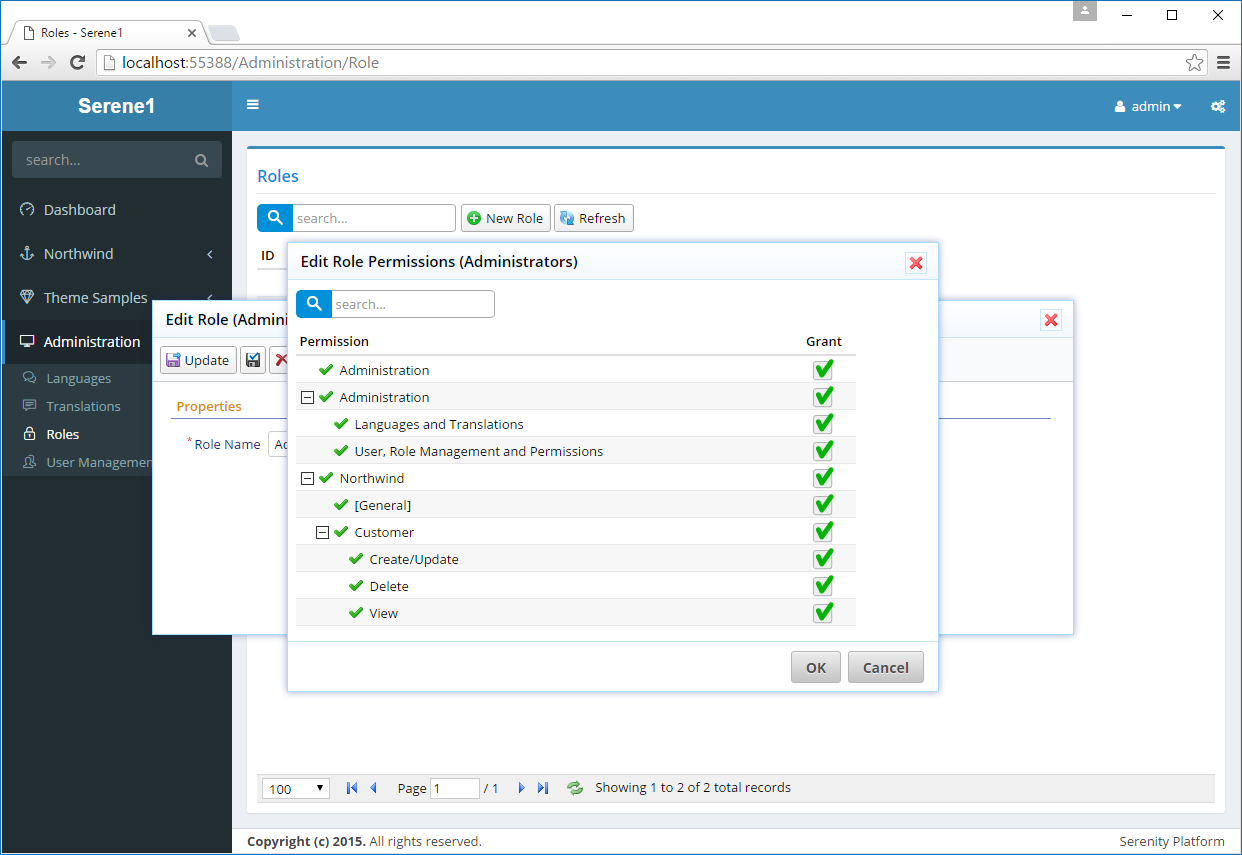 Roles - Serene1
localhost:55388/Administration/Role
Serene1
admin
search...
Dashboard
Northwind
Theme Samples
Administration
Languages
Translations
Roles
User Managemen
Roles
search...
New Role
Refresh
ID
Edit Role (Admini
Update
Properties
* Role Name
Ad
Edit Role Permissions (Administrators)
search...
Permission Grant
Administration
Administration
Languages and Translations
User, Role Management and Permissions
Northwind
[General]
Customer
Create/Update
Delete
View
OK Cancel
100 Page 1 / 1 Showing 1 to 2 of 2 total records
Copyright (c) 2015. All rights reserved. Serenity Platform